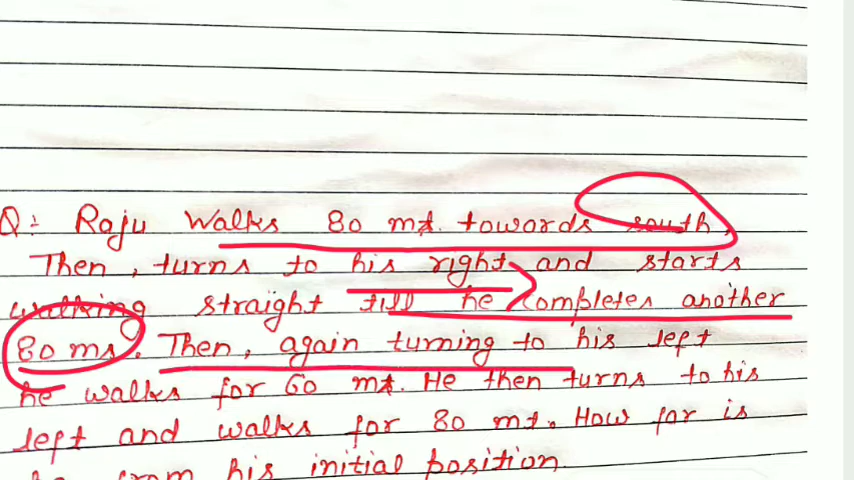 Q:- Raju walks 80 mt. towards south.
Then, turns to his right and starts
walking straight till he completes another
80 ms. Then, again turning to his left
he walks for 60 mt. He then turns to his
left and walks for 80 mt. How far is
he from his initial position.